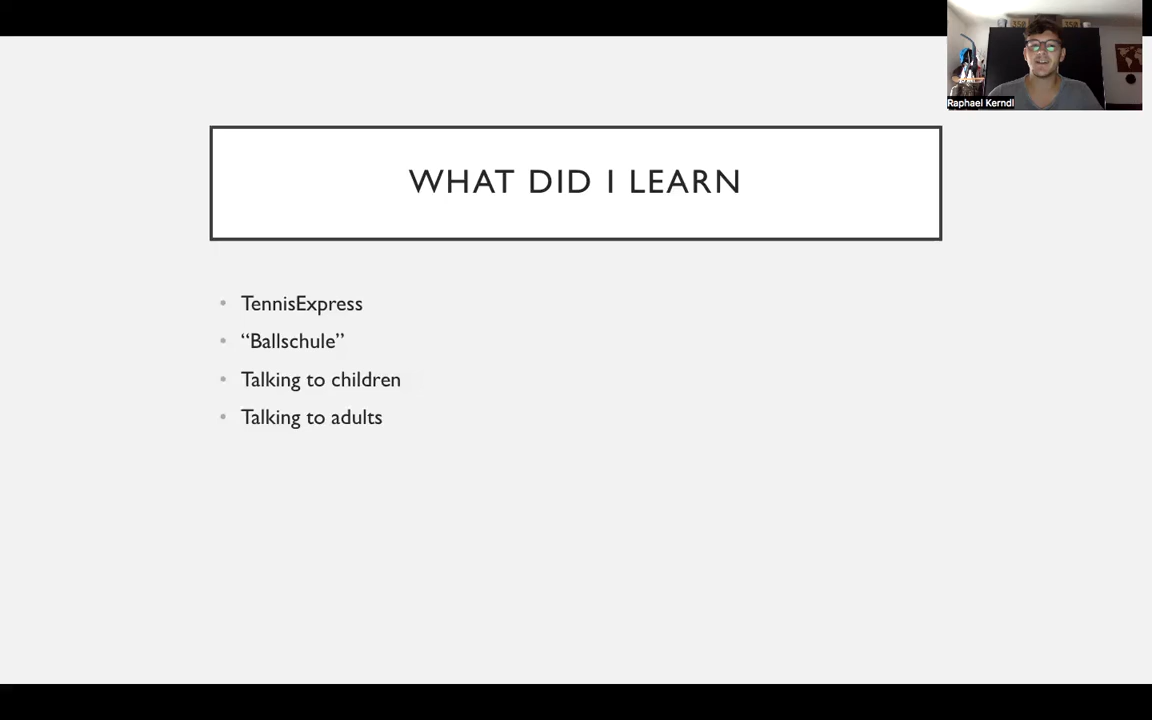 Raphael Kerndl
WHAT DID I LEARN
• TennisExpress
• “Ballschule”
• Talking to children
• Talking to adults